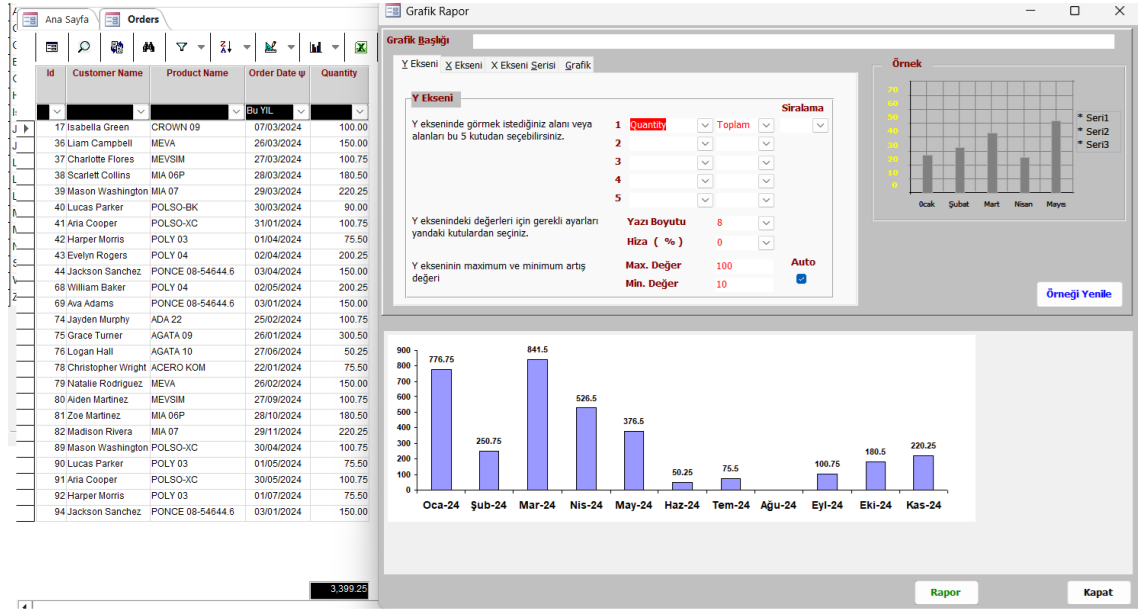 Ana Sayfa
Orders
Id Customer Name Product Name Order Date Quantity
Bu YIL
17 Isabella Green CROWN 09 07/03/2024 100.00
36 Liam Campbell MEVA 26/03/2024 150.00
37 Charlotte Flores MEVSIM 27/03/2024 100.75
38 Scarlett Collins MIA 06P 28/03/2024 180.50
39 Mason Washington MIA 07 29/03/2024 220.25
40 Lucas Parker POLSO-BK 30/03/2024 90.00
41 Aria Cooper POLSO-XC 31/01/2024 100.75
42 Harper Morris POLY 03 01/04/2024 75.50
43 Evelyn Rogers POLY 04 02/04/2024 200.25
44 Jackson Sanchez PONCE 08-54644.6 03/04/2024 150.00
68 William Baker POLY 04 02/05/2024 200.25
69 Ava Adams PONCE 08-54644.6 03/01/2024 150.00
74 Jayden Murphy ADA 22 25/02/2024 100.75
75 Grace Turner AGATA 09 26/01/2024 300.50
76 Logan Hall AGATA 10 27/06/2024 50.25
78 Christopher Wright ACERO KOM 22/01/2024 75.50
79 Natalie Rodriguez MEVA 26/02/2024 150.00
80 Aiden Martinez MEVSIM 27/09/2024 100.75
81 Zoe Martinez MIA 06P 28/10/2024 180.50
82 Madison Rivera MIA 07 29/11/2024 220.25
89 Mason Washington POLSO-XC 30/04/2024 100.75
90 Lucas Parker POLY 03 01/05/2024 75.50
91 Aria Cooper POLSO-XC 30/05/2024 100.75
92 Harper Morris POLY 03 01/07/2024 75.50
94 Jackson Sanchez PONCE 08-54644.6 03/01/2024 150.00
3,399.25
Grafik Rapor
Grafik Başlığı
Y Ekseni X Ekseni X Ekseni Serisi Grafik
Y Ekseni
Sıralama
Y ekseninde görmek istediğiniz alanı veya
alanları bu 5 kutudan seçebilirsiniz.
1 Quantity Toplam
2
3
4
5
Y eksenindeki değerleri için gerekli ayarları
yandaki kutulardan seçiniz.
Yazı Boyutu 8
Hiza ( %) 0
Y ekseninin maximum ve minimum artış
değeri
Max. Değer 100
Auto
Min. Değer 10
Örnek
70
60
50
40
30
20
10
0
Ocak Şubat Mart Nisan Mayıs
* Seri1
* Seri2
* Seri3
Örneği Yenile
900
800
700
600
500
400
300
200
100
0
776.75
250.75
841.5
526.5
376.5
50.25
75.5
100.75
180.5
220.25
Oca-24 Şub-24 Mar-24 Nis-24 May-24 Haz-24 Tem-24 Ağu-24 Eyl-24 Eki-24 Kas-24
Rapor
Kapat